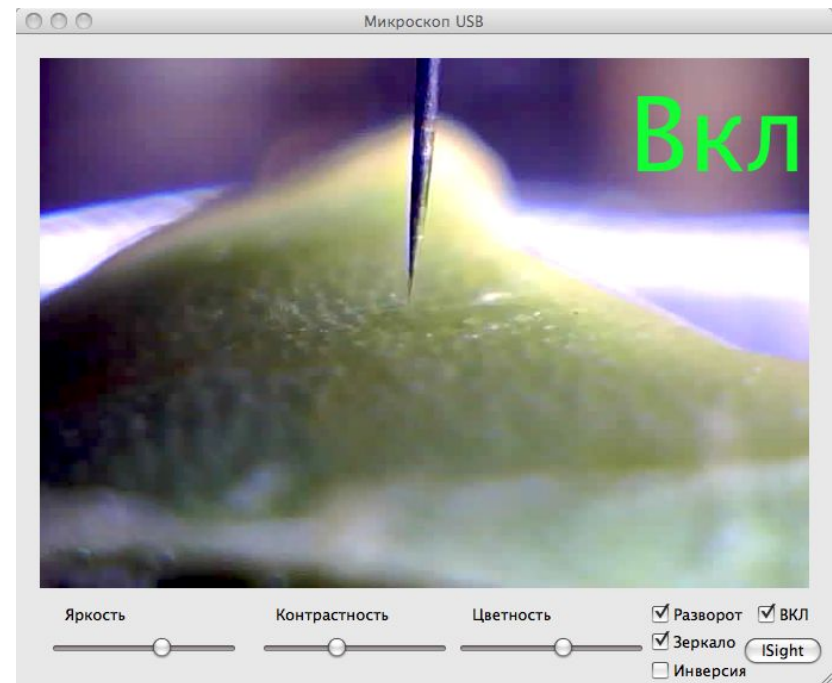 Микроскоп USB
Вкл
Яркость
Контрастность
Цветность
Разворот
ВКЛ
Зеркало
ISight
Инверсия